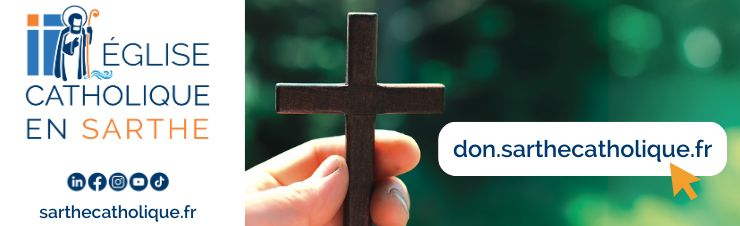 ÉGLISE
CATHOLIQUE
EN SARTHE
sarthecatholique.fr
don.sarthecatholique.fr